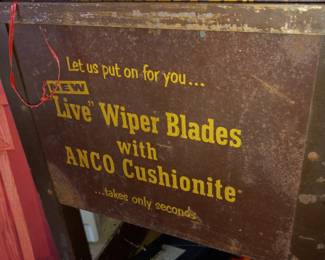 Let us put on for you...
NEW
"Live" Wiper Blades
with
ANCO Cushionite
...takes only seconds